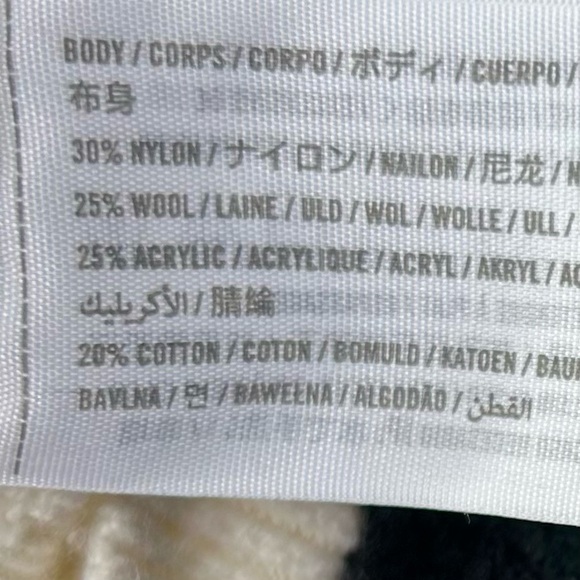 BODY / CORPS / CORPO / ボディ / CUERPO /
布身
30% NYLON / ナイロン / NAILON / 尼龙 / N
25% WOOL / LAINE / ULD / WOL / WOLLE / ULL /
25% ACRYLIC / ACRYLIQUE / ACRYL / AKRYL / AC
الأكريليك / 腈綸
20% COTTON / COTON / BOMULD / KATOEN / BAU
BAVLNA / 면 / BAWEŁNA / ALGODÃO / القطن